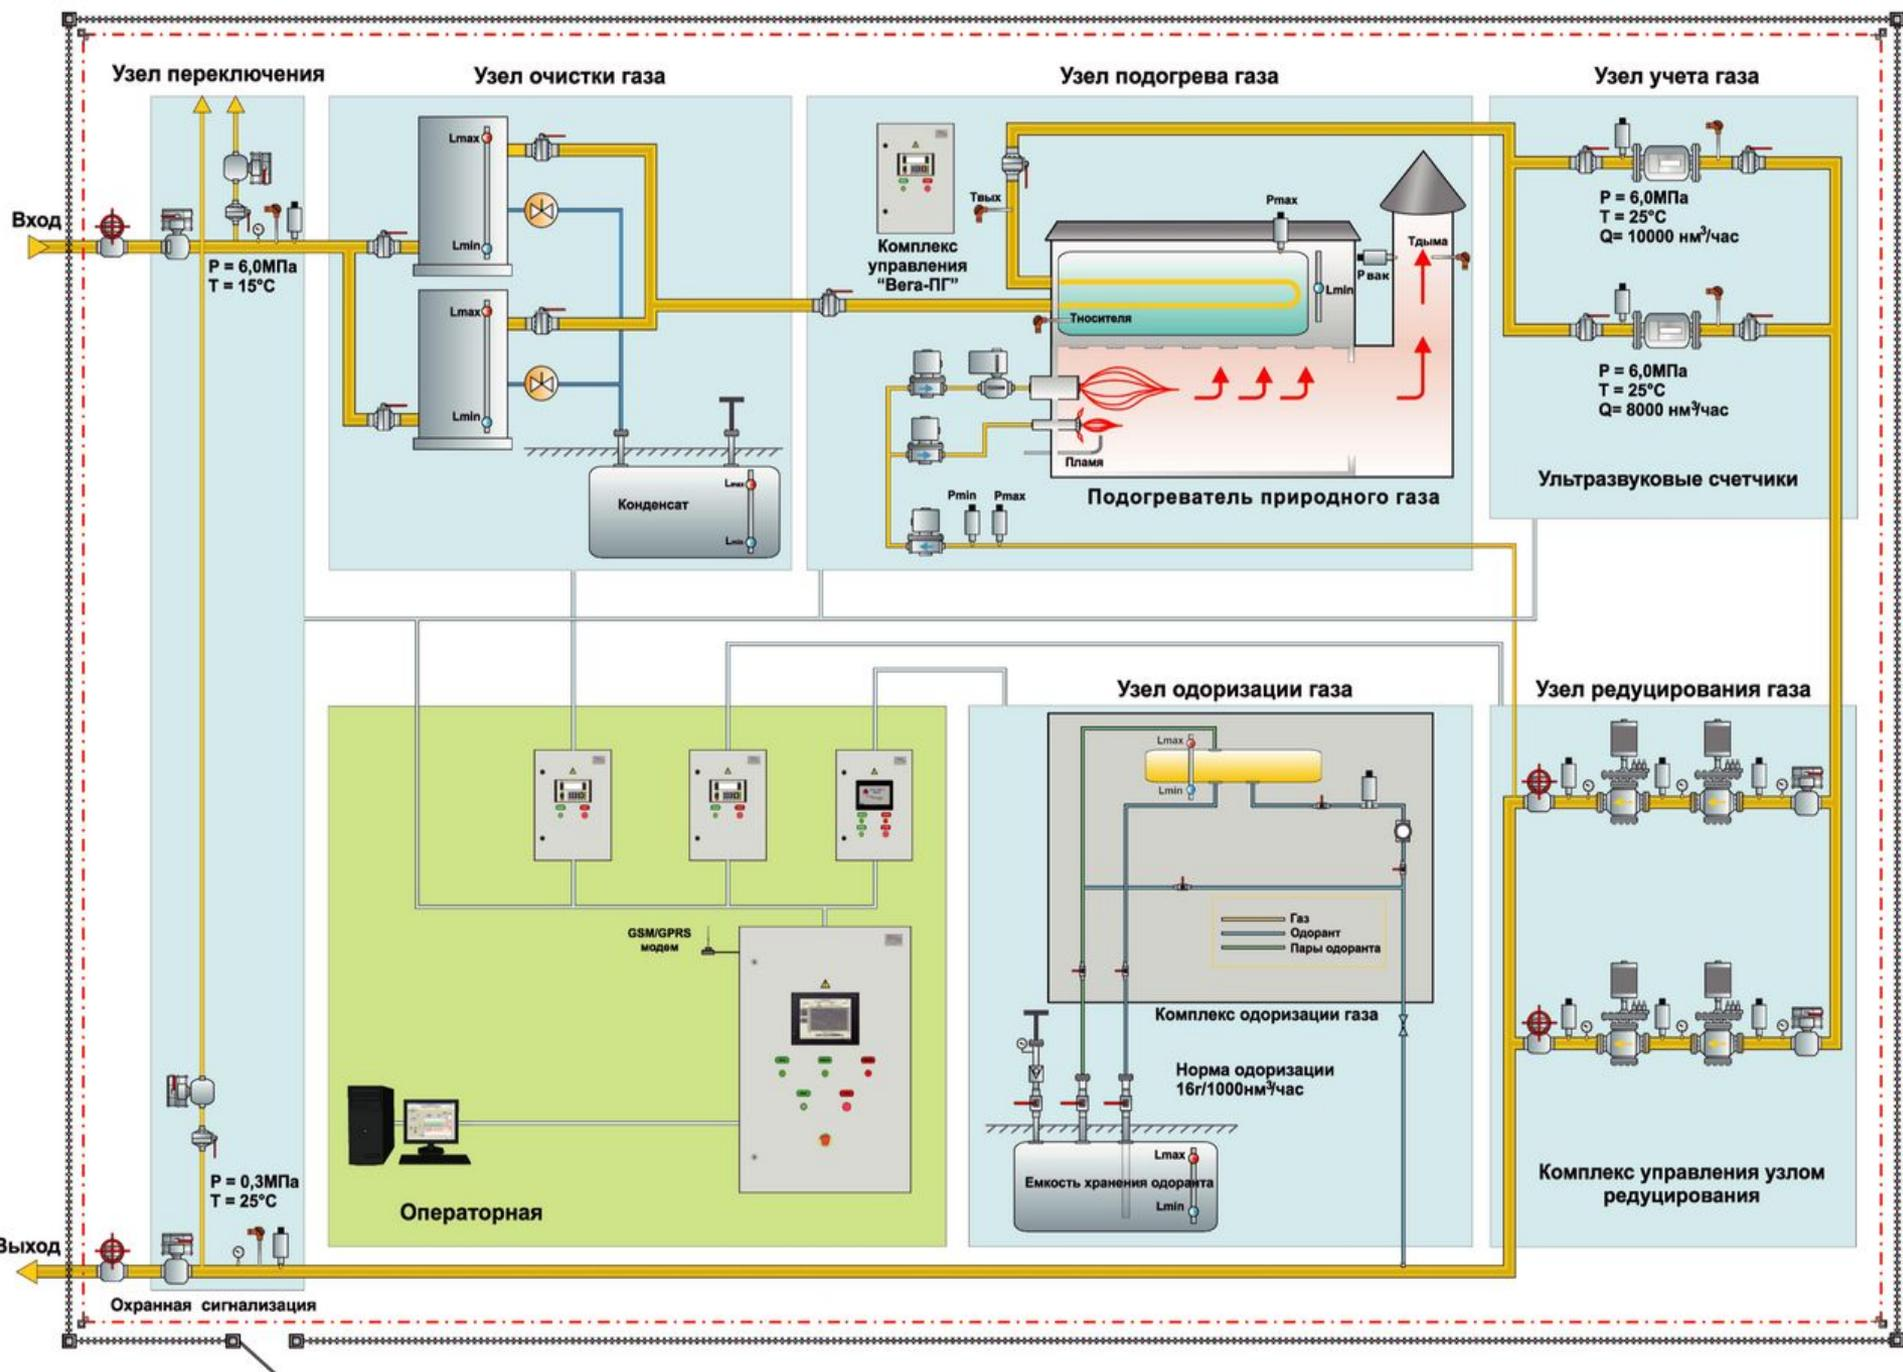 Узел переключения
Узел очистки газа
Узел подогрева газа
Узел учета газа
Вход
P = 6,0МПа
T = 15°C
Lmax
Lmin
Lmax
Lmin
Конденсат
Lmax
Lmin
Комплекс
управления
"Вега-ПГ"
Tвых
Pmax
Tдыма
Pвак
Lmin
Tносителя
Пламя
Pmin
Pmax
Подогреватель природного газа
P = 6,0МПа
T = 25°C
Q= 10000 нм³/час
P = 6,0МПа
T = 25°C
Q= 8000 нм³/час
Ультразвуковые счетчики
Узел одоризации газа
Узел редуцирования газа
GSM/GPRS
модем
Операторная
Lmax
Lmin
Газ
Одорант
Пары одоранта
Комплекс одоризации газа
Норма одоризации
16г/1000нм³/час
Lmax
Емкость хранения одоранта
Lmin
Комплекс управления узлом
редуцирования
P = 0,3МПа
T = 25°C
Выход
Охранная сигнализация